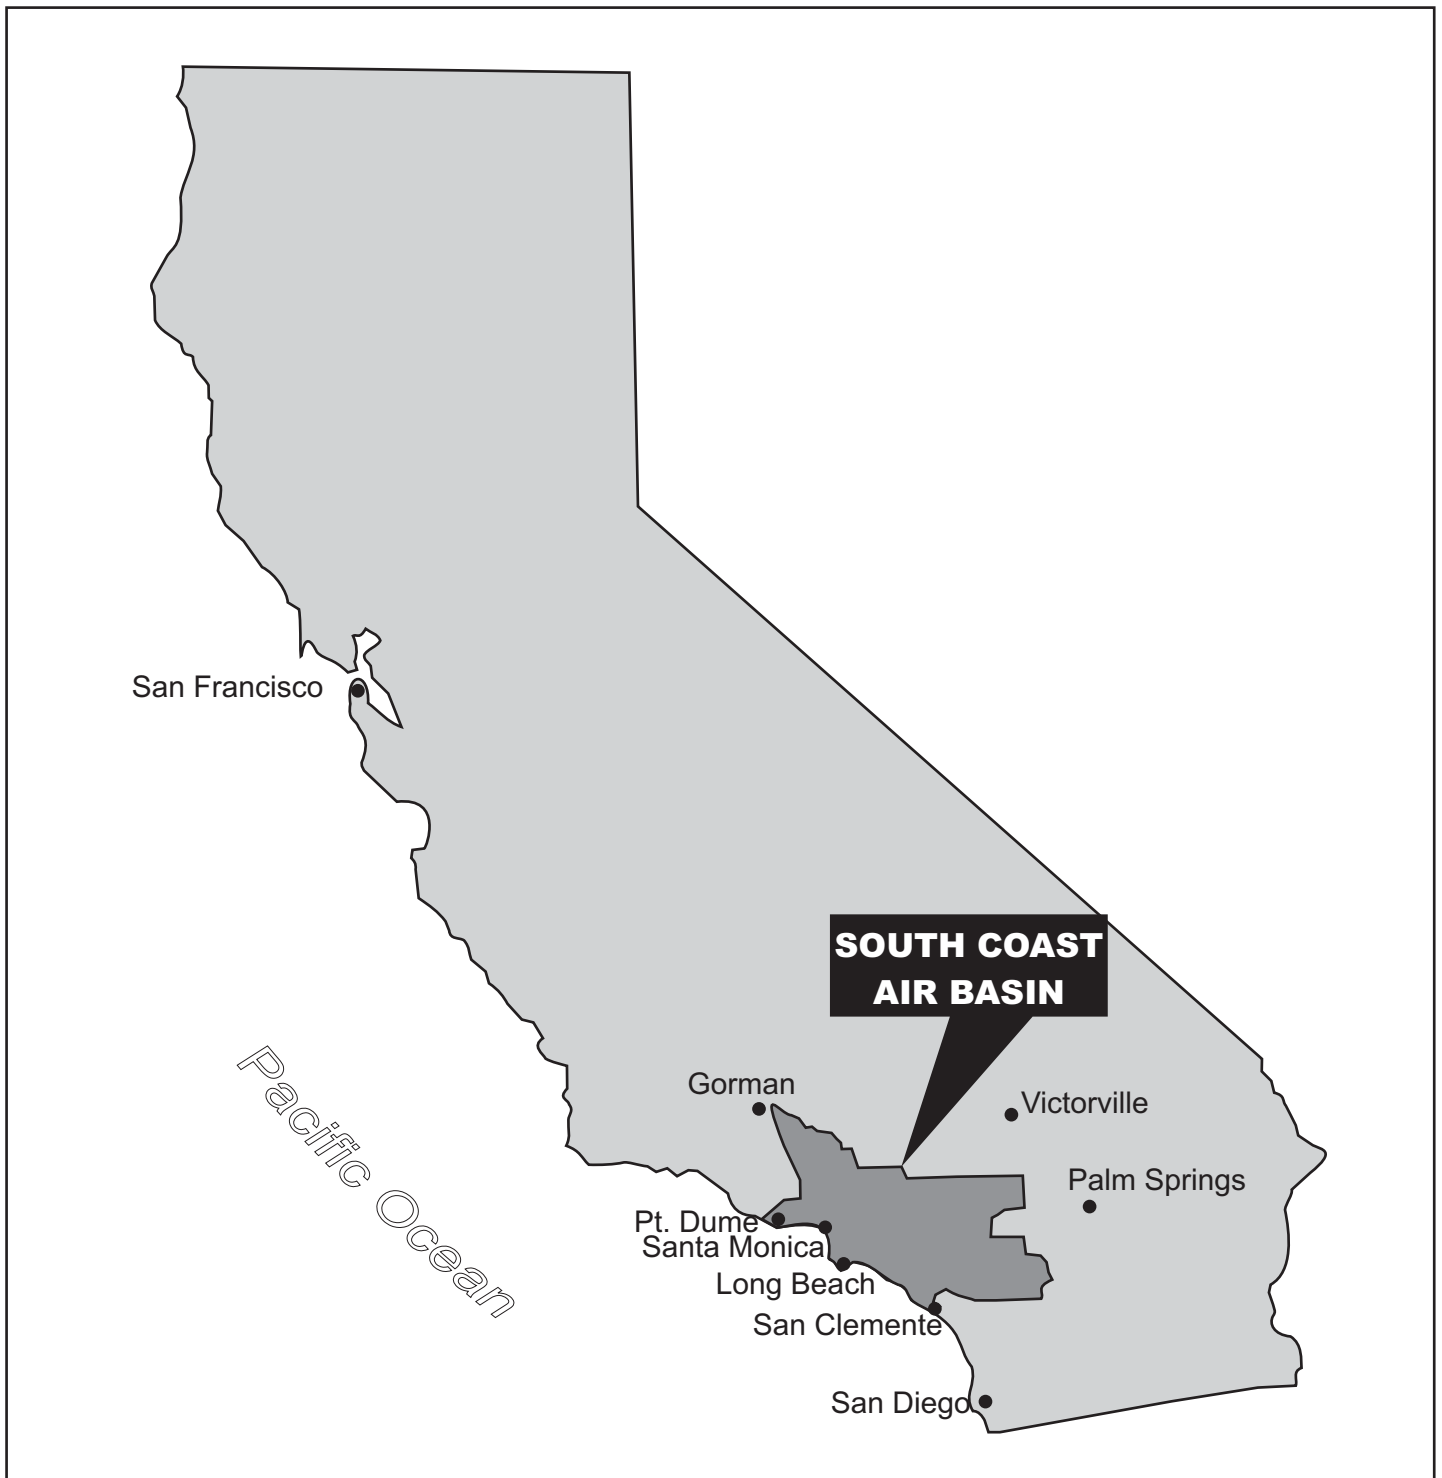 San Francisco
SOUTH COAST
AIR BASIN
Pacific Ocean
Gorman
Victorville
Palm Springs
Pt. Dume
Santa Monica
Long Beach
San Clemente
San Diego